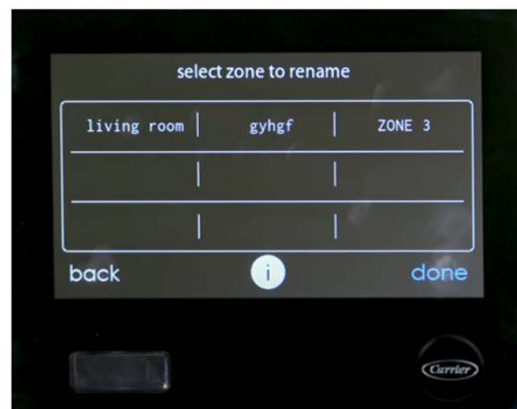 select zone to rename
living room | gyhgf | ZONE 3
back i done
Carrier